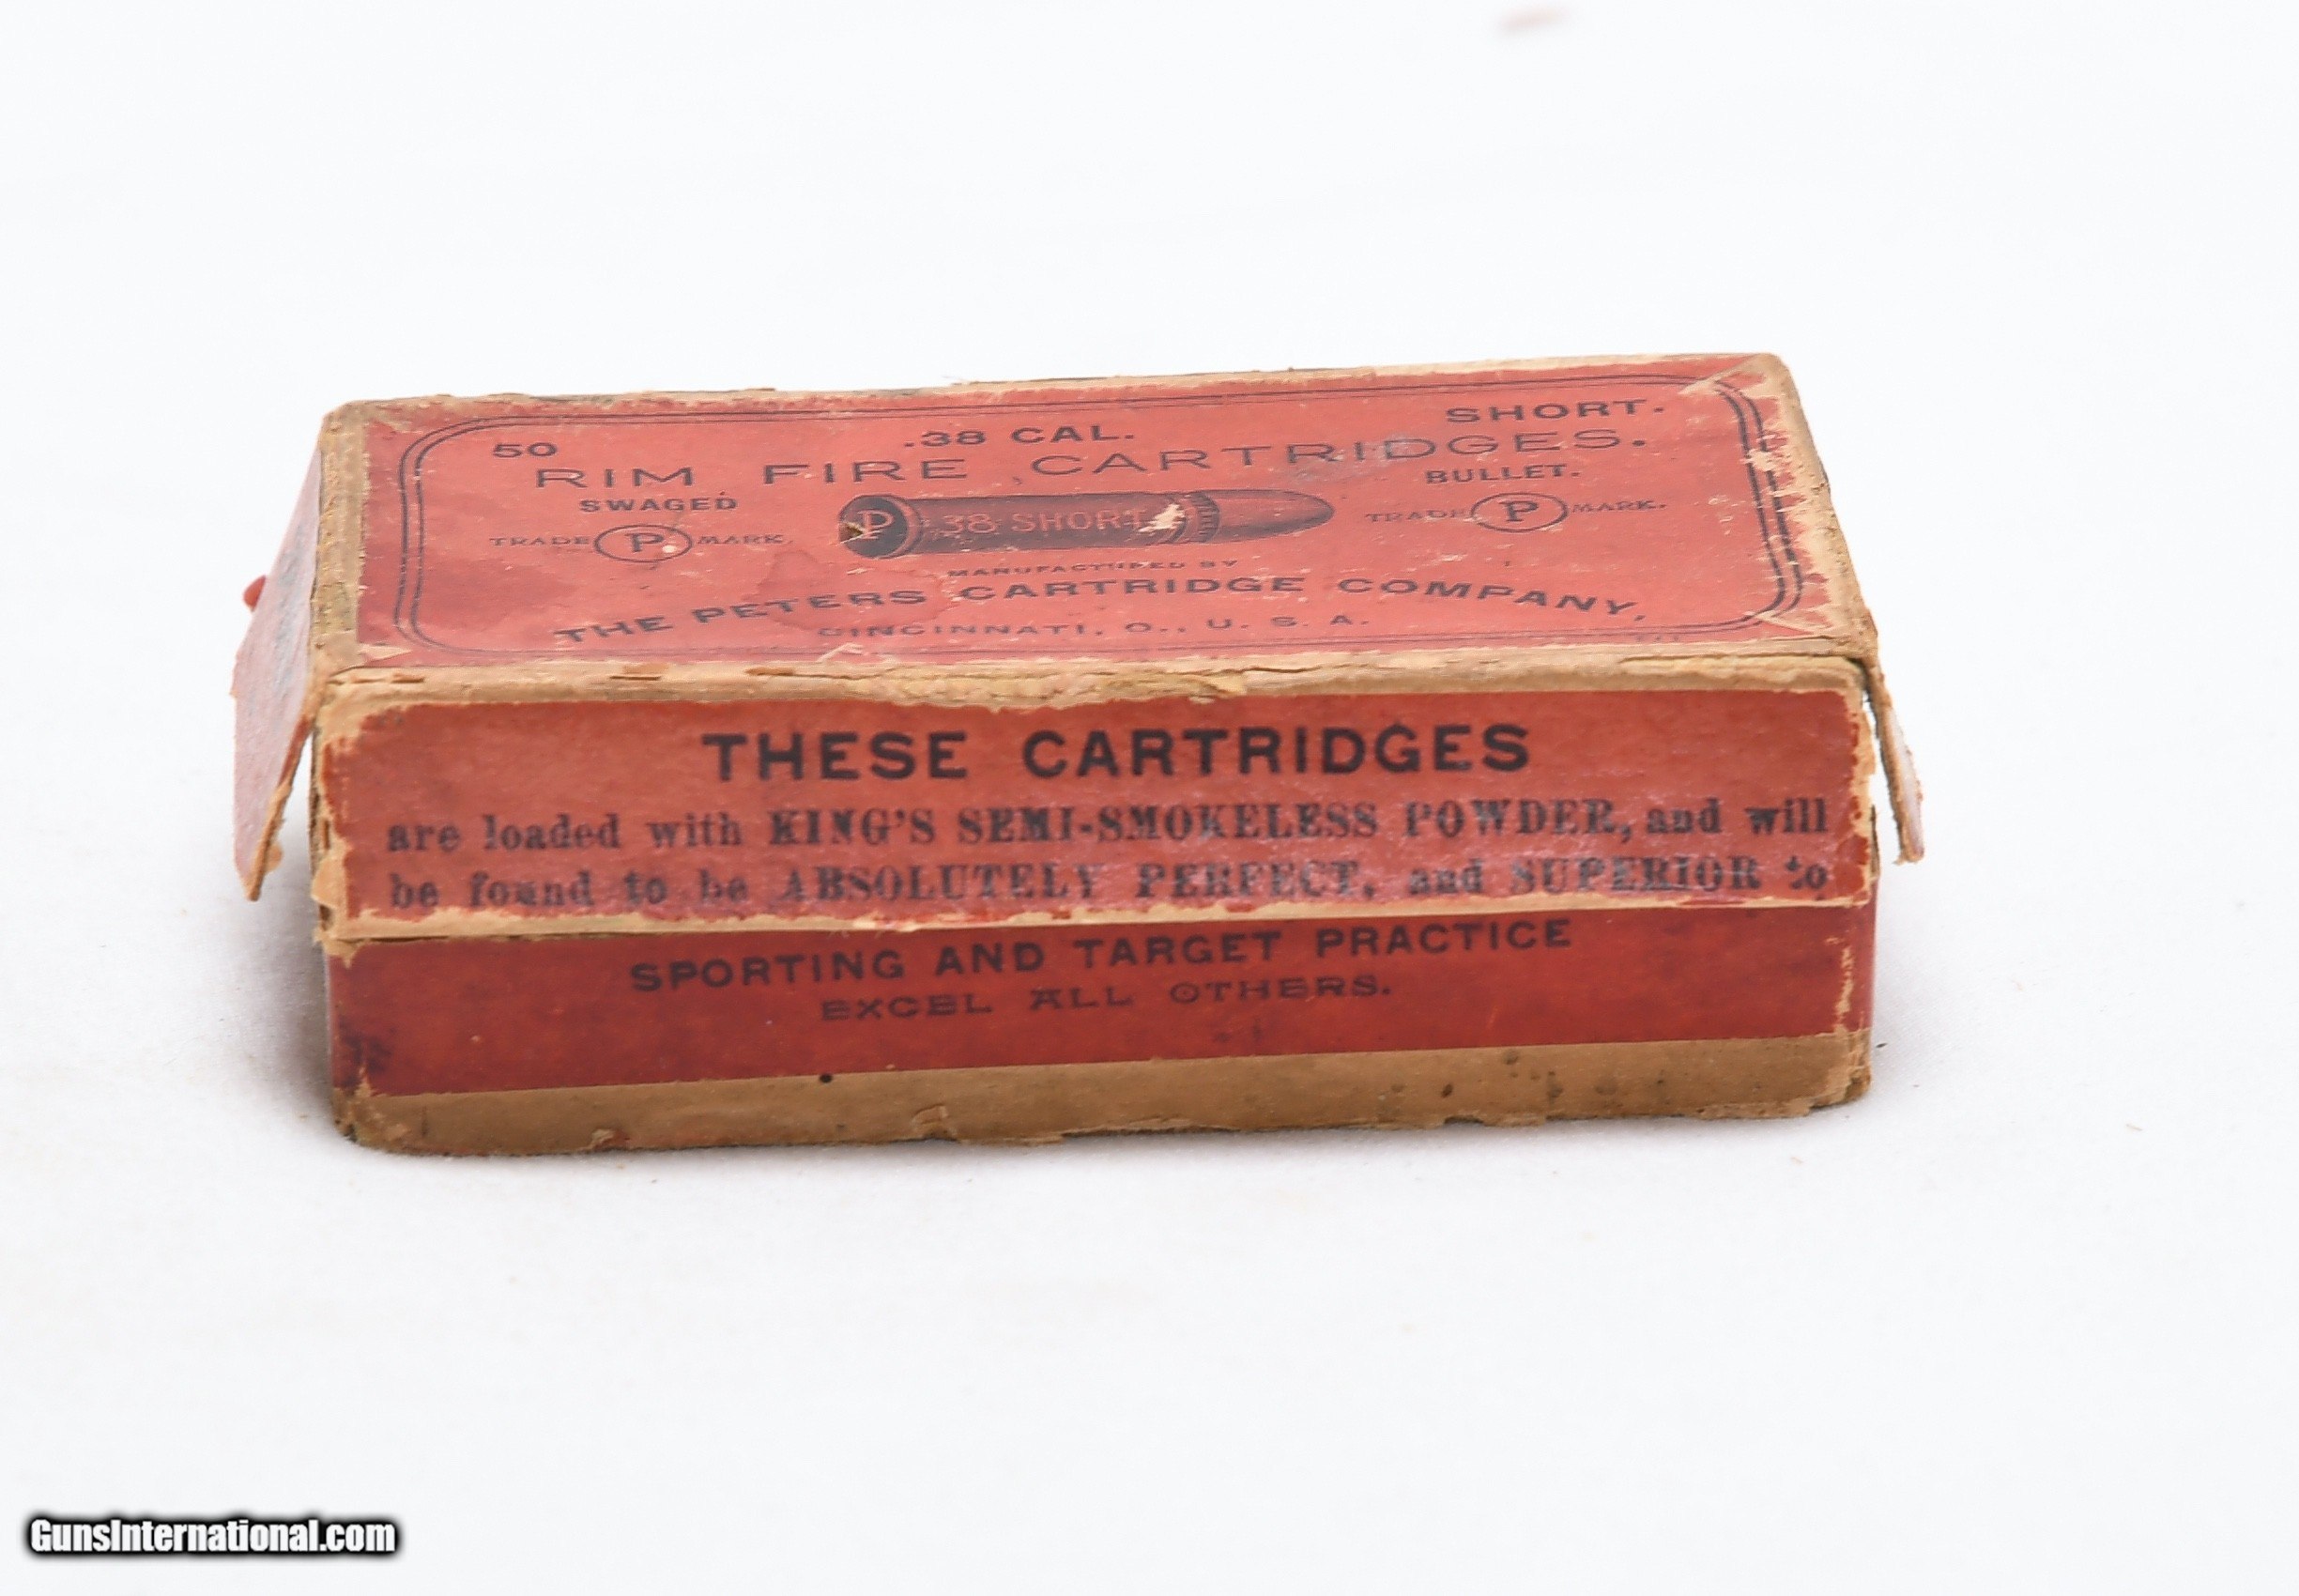 50 .38 CAL. SHORT.
RIM FIRE CARTRIDGES.
SWAGED BULLET.
TRADE P MARK. P .38 SHORT TRADE P MARK.
MANUFACTURED BY
THE PETERS CARTRIDGE COMPANY,
CINCINNATI, O., U. S. A.
THESE CARTRIDGES
are loaded with KING'S SEMI-SMOKELESS POWDER, and will
be found to be ABSOLUTELY PERFECT, and SUPERIOR to
SPORTING AND TARGET PRACTICE
EXCEL ALL OTHERS.
GunsInternational.com